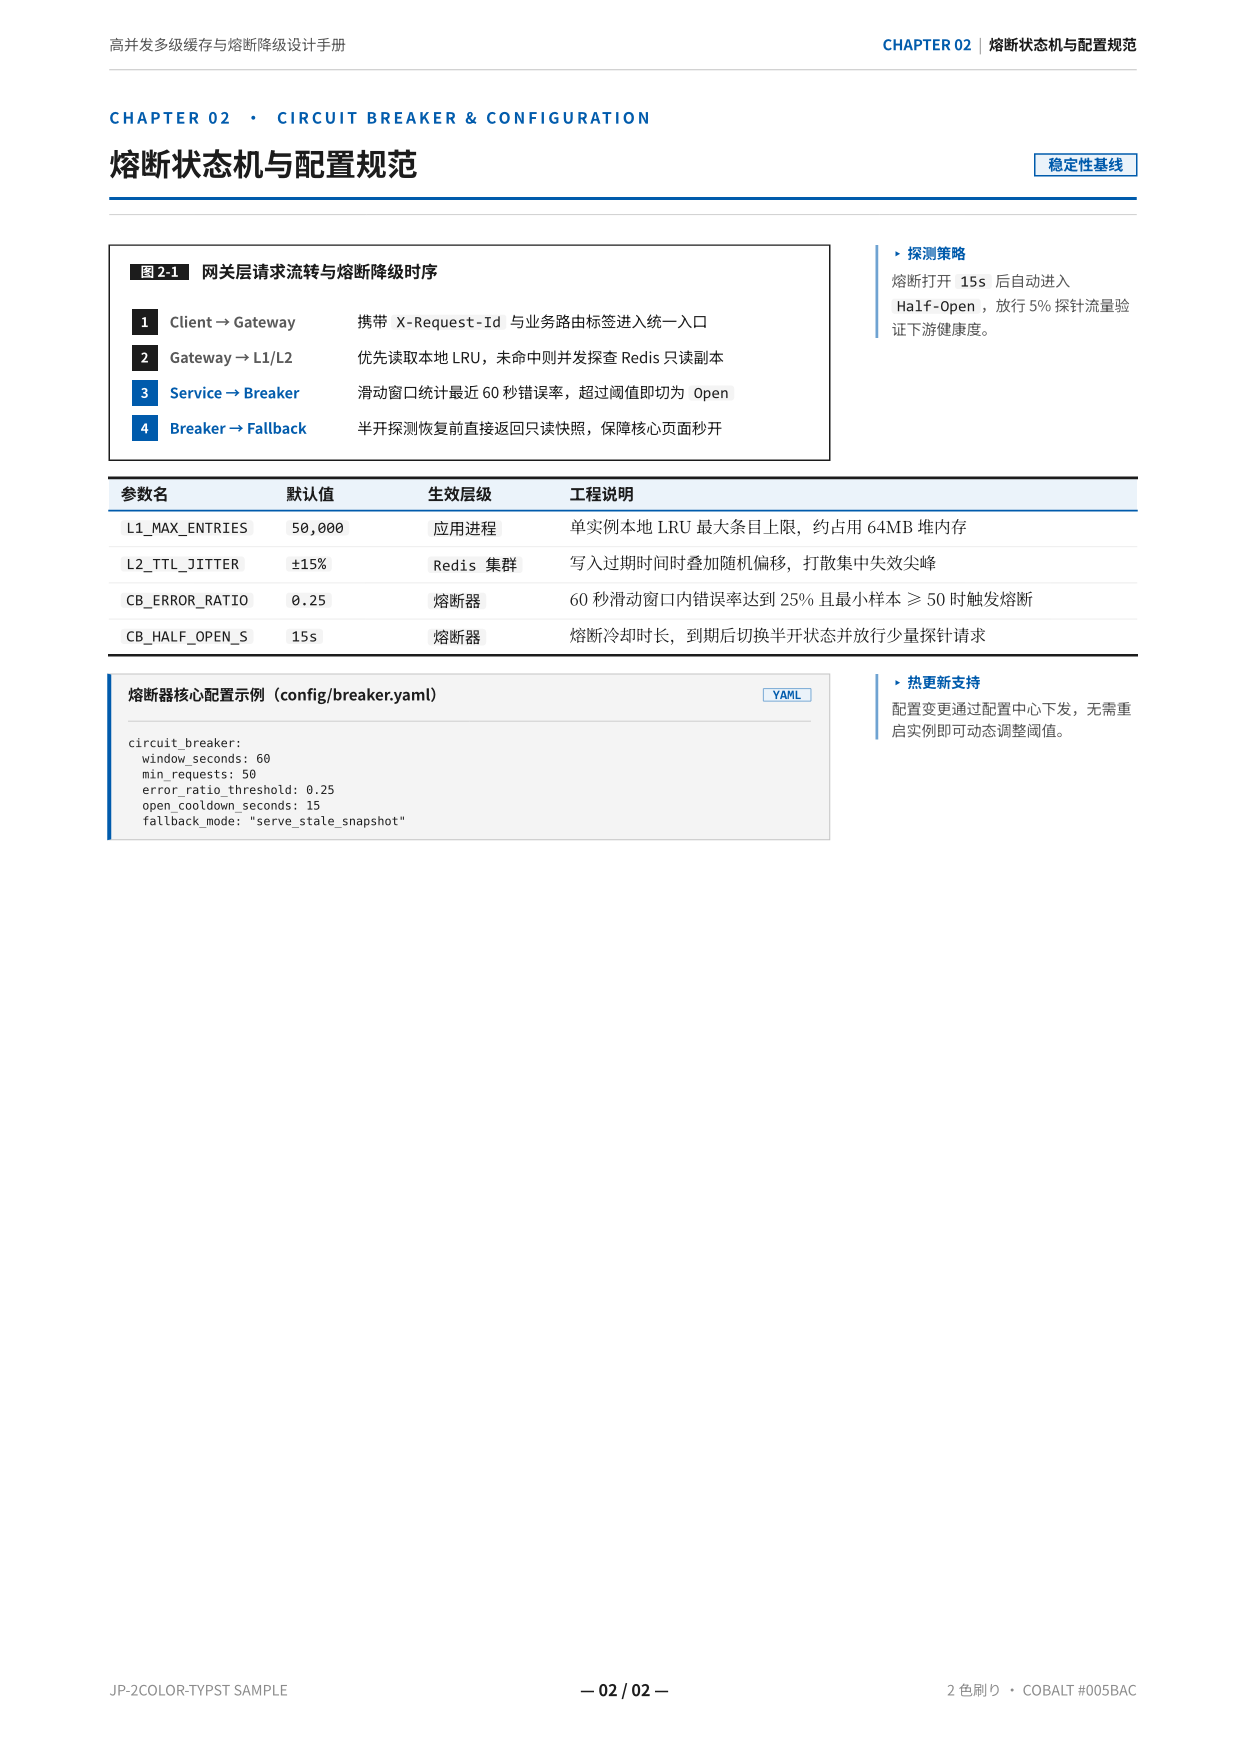 高并发多级缓存与熔断降级设计手册
CHAPTER 02 | 熔断状态机与配置规范
CHAPTER 02 · CIRCUIT BREAKER & CONFIGURATION
熔断状态机与配置规范
稳定性基线
图 2-1 网关层请求流转与熔断降级时序
1 Client → Gateway 携带 X-Request-Id 与业务路由标签进入统一入口
2 Gateway → L1/L2 优先读取本地 LRU，未命中则并发探查 Redis 只读副本
3 Service → Breaker 滑动窗口统计最近 60 秒错误率，超过阈值即切为 Open
4 Breaker → Fallback 半开探测恢复前直接返回只读快照，保障核心页面秒开
‣ 探测策略
熔断打开 15s 后自动进入
Half-Open，放行 5% 探针流量验
证下游健康度。
参数名 默认值 生效层级 工程说明
L1_MAX_ENTRIES 50,000 应用进程 单实例本地 LRU 最大条目上限，约占用 64MB 堆内存
L2_TTL_JITTER ±15% Redis 集群 写入过期时间时叠加随机偏移，打散集中失效尖峰
CB_ERROR_RATIO 0.25 熔断器 60 秒滑动窗口内错误率达到 25% 且最小样本 ⩾ 50 时触发熔断
CB_HALF_OPEN_S 15s 熔断器 熔断冷却时长，到期后切换半开状态并放行少量探针请求
熔断器核心配置示例（config/breaker.yaml）
YAML
circuit_breaker:
  window_seconds: 60
  min_requests: 50
  error_ratio_threshold: 0.25
  open_cooldown_seconds: 15
  fallback_mode: "serve_stale_snapshot"
‣ 热更新支持
配置变更通过配置中心下发，无需重
启实例即可动态调整阈值。
JP-2COLOR-TYPST SAMPLE
— 02 / 02 —
2 色刷り ・ COBALT #005BAC